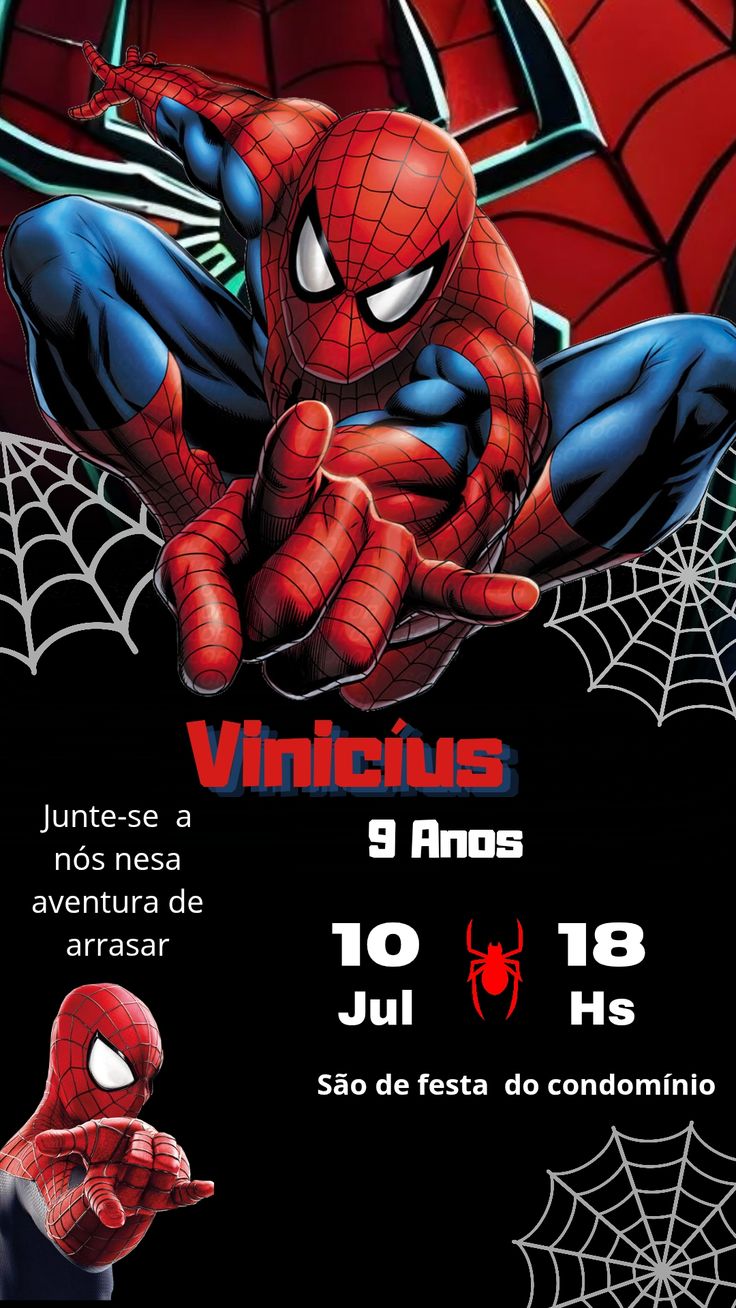 Vinicíus
9 Anos
Junte-se a
nós nesa
aventura de
arrasar
10
Jul
18
Hs
São de festa do condomínio